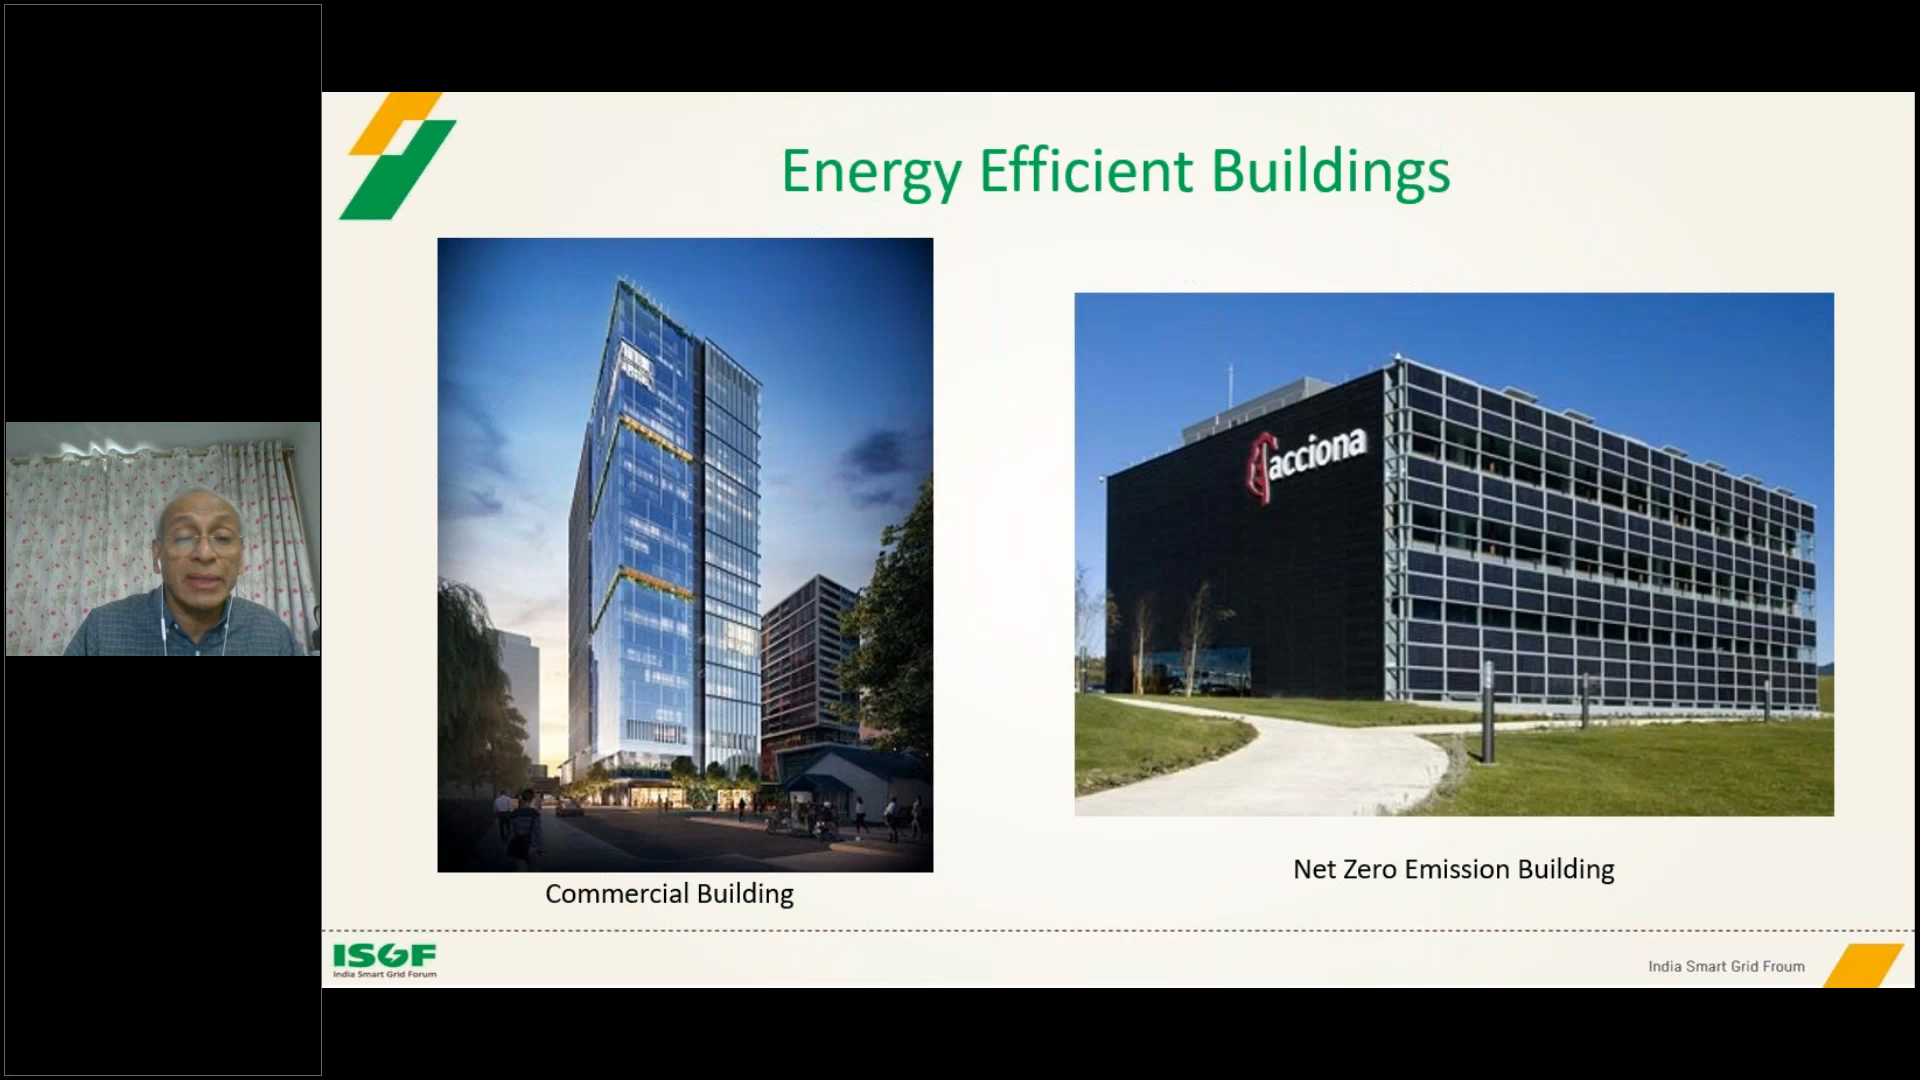 Energy Efficient Buildings
acciona
Commercial Building
Net Zero Emission Building
ISGF
India Smart Grid Forum
India Smart Grid Froum